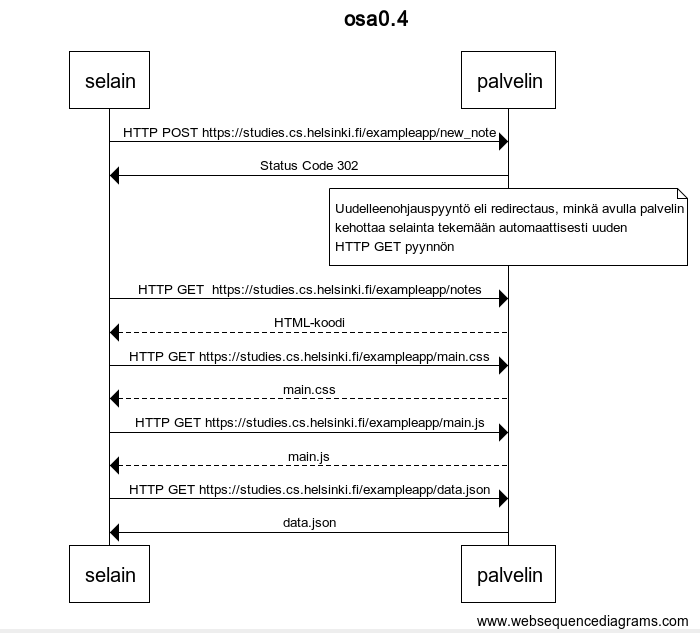 osa0.4
selain
palvelin
HTTP POST https://studies.cs.helsinki.fi/exampleapp/new_note
Status Code 302
Uudelleenohjauspyyntö eli redirectaus, minkä avulla palvelin
kehottaa selainta tekemään automaattisesti uuden
HTTP GET pyynnön
HTTP GET  https://studies.cs.helsinki.fi/exampleapp/notes
HTML-koodi
HTTP GET https://studies.cs.helsinki.fi/exampleapp/main.css
main.css
HTTP GET https://studies.cs.helsinki.fi/exampleapp/main.js
main.js
HTTP GET https://studies.cs.helsinki.fi/exampleapp/data.json
data.json
selain
palvelin
www.websequencediagrams.com